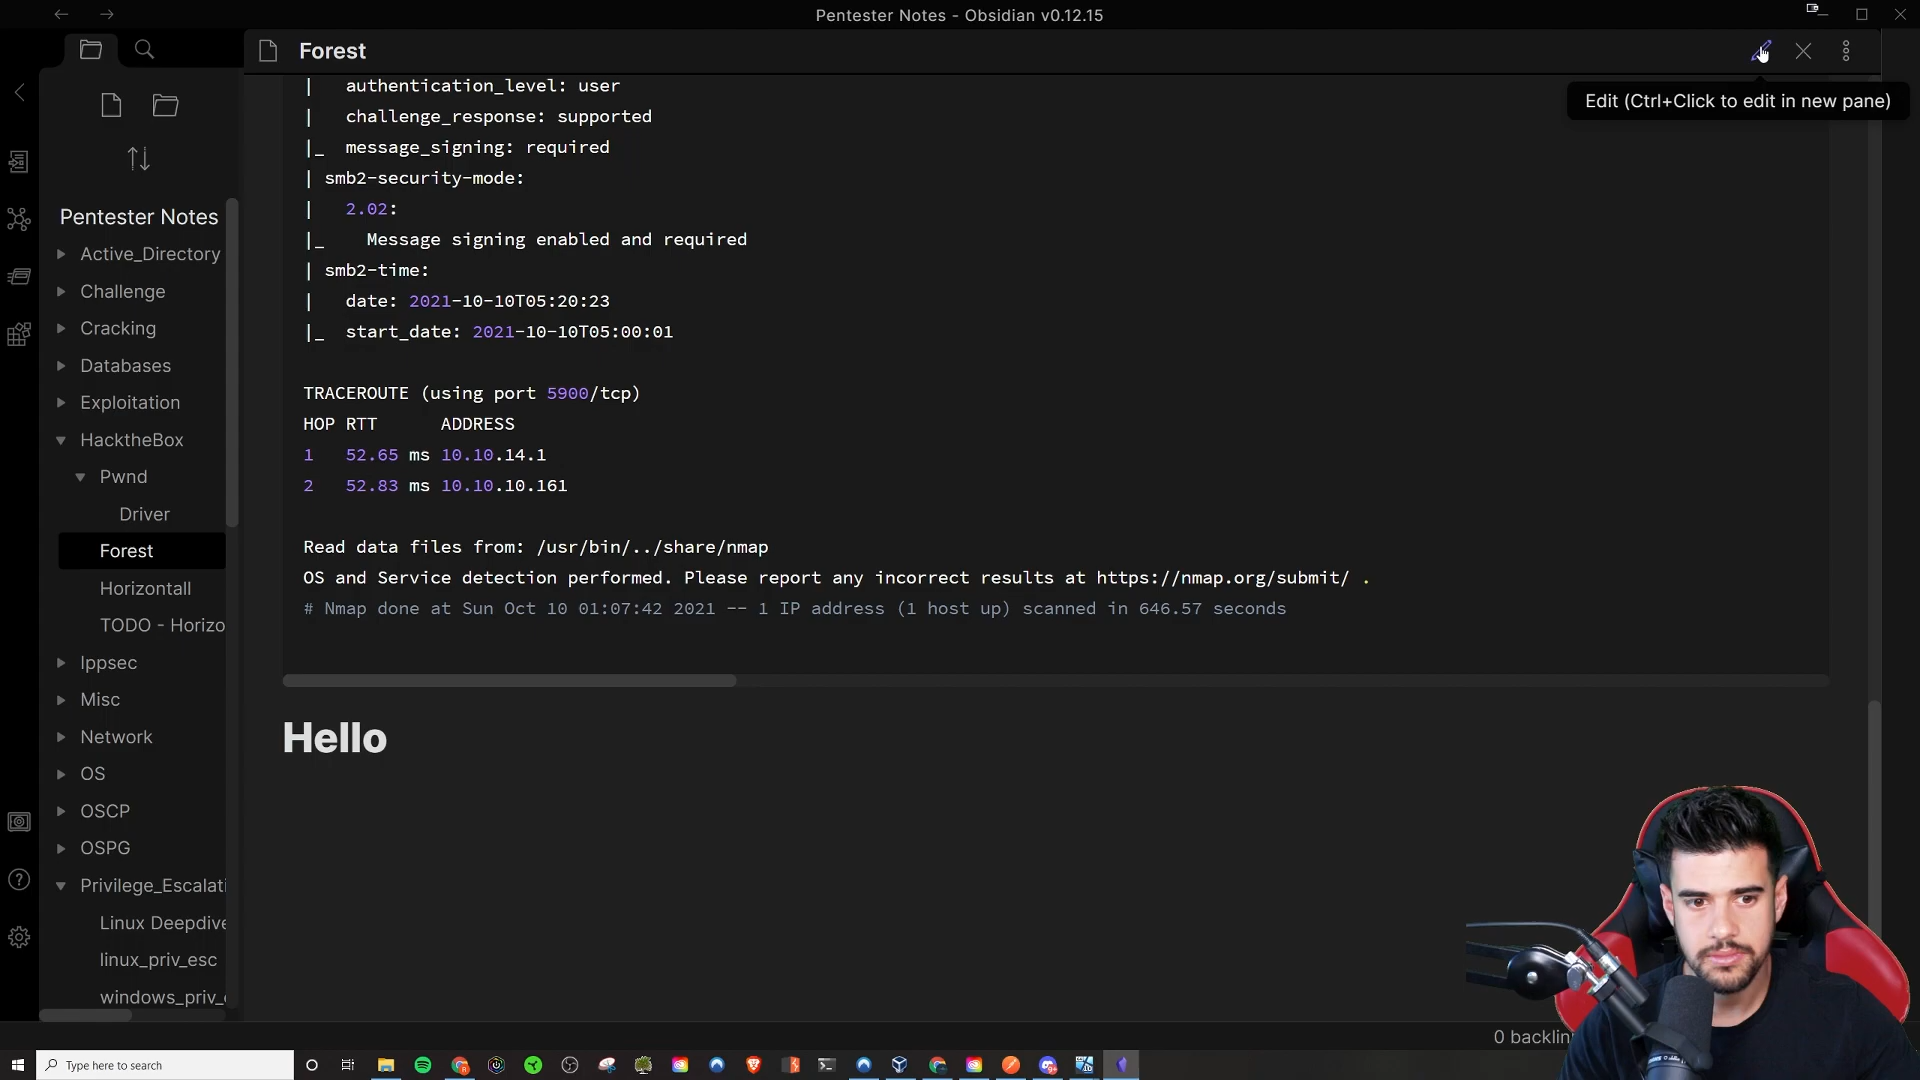 Pentester Notes - Obsidian v0.12.15
Forest
Edit (Ctrl+Click to edit in new pane)
Pentester Notes
Active_Directory
Challenge
Cracking
Databases
Exploitation
HacktheBox
Pwnd
Driver
Forest
Horizontall
TODO - Horizo
Ippsec
Misc
Network
OS
OSCP
OSPG
Privilege_Escalati
Linux Deepdive
linux_priv_esc
windows_priv_
| authentication_level: user
| challenge_response: supported
|_ message_signing: required
| smb2-security-mode:
| 2.02:
|_ Message signing enabled and required
| smb2-time:
| date: 2021-10-10T05:20:23
|_ start_date: 2021-10-10T05:00:01
TRACEROUTE (using port 5900/tcp)
HOP RTT ADDRESS
1 52.65 ms 10.10.14.1
2 52.83 ms 10.10.10.161
Read data files from: /usr/bin/../share/nmap
OS and Service detection performed. Please report any incorrect results at https://nmap.org/submit/ .
# Nmap done at Sun Oct 10 01:07:42 2021 -- 1 IP address (1 host up) scanned in 646.57 seconds
Hello
0 backlin
Type here to search